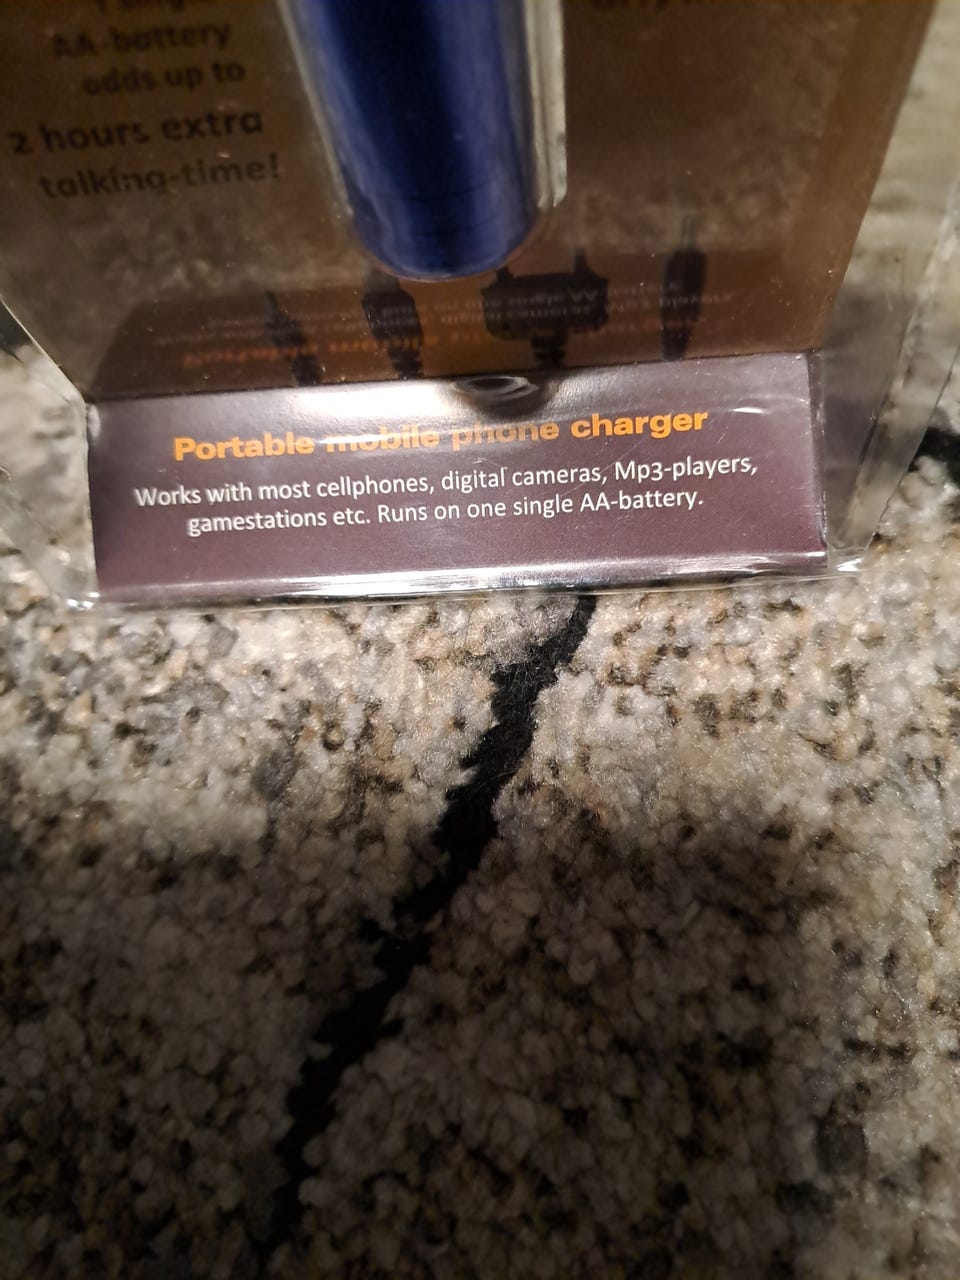 AA-battery
adds up to
2 hours extra
talking-time!
Portable mobile phone charger
Works with most cellphones, digital cameras, Mp3-players,
gamestations etc. Runs on one single AA-battery.